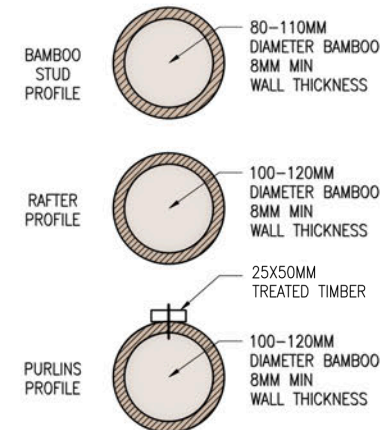 BAMBOO
STUD
PROFILE
80-110MM
DIAMETER BAMBOO
8MM MIN
WALL THICKNESS
RAFTER
PROFILE
100-120MM
DIAMETER BAMBOO
8MM MIN
WALL THICKNESS
25X50MM
TREATED TIMBER
PURLINS
PROFILE
100-120MM
DIAMETER BAMBOO
8MM MIN
WALL THICKNESS